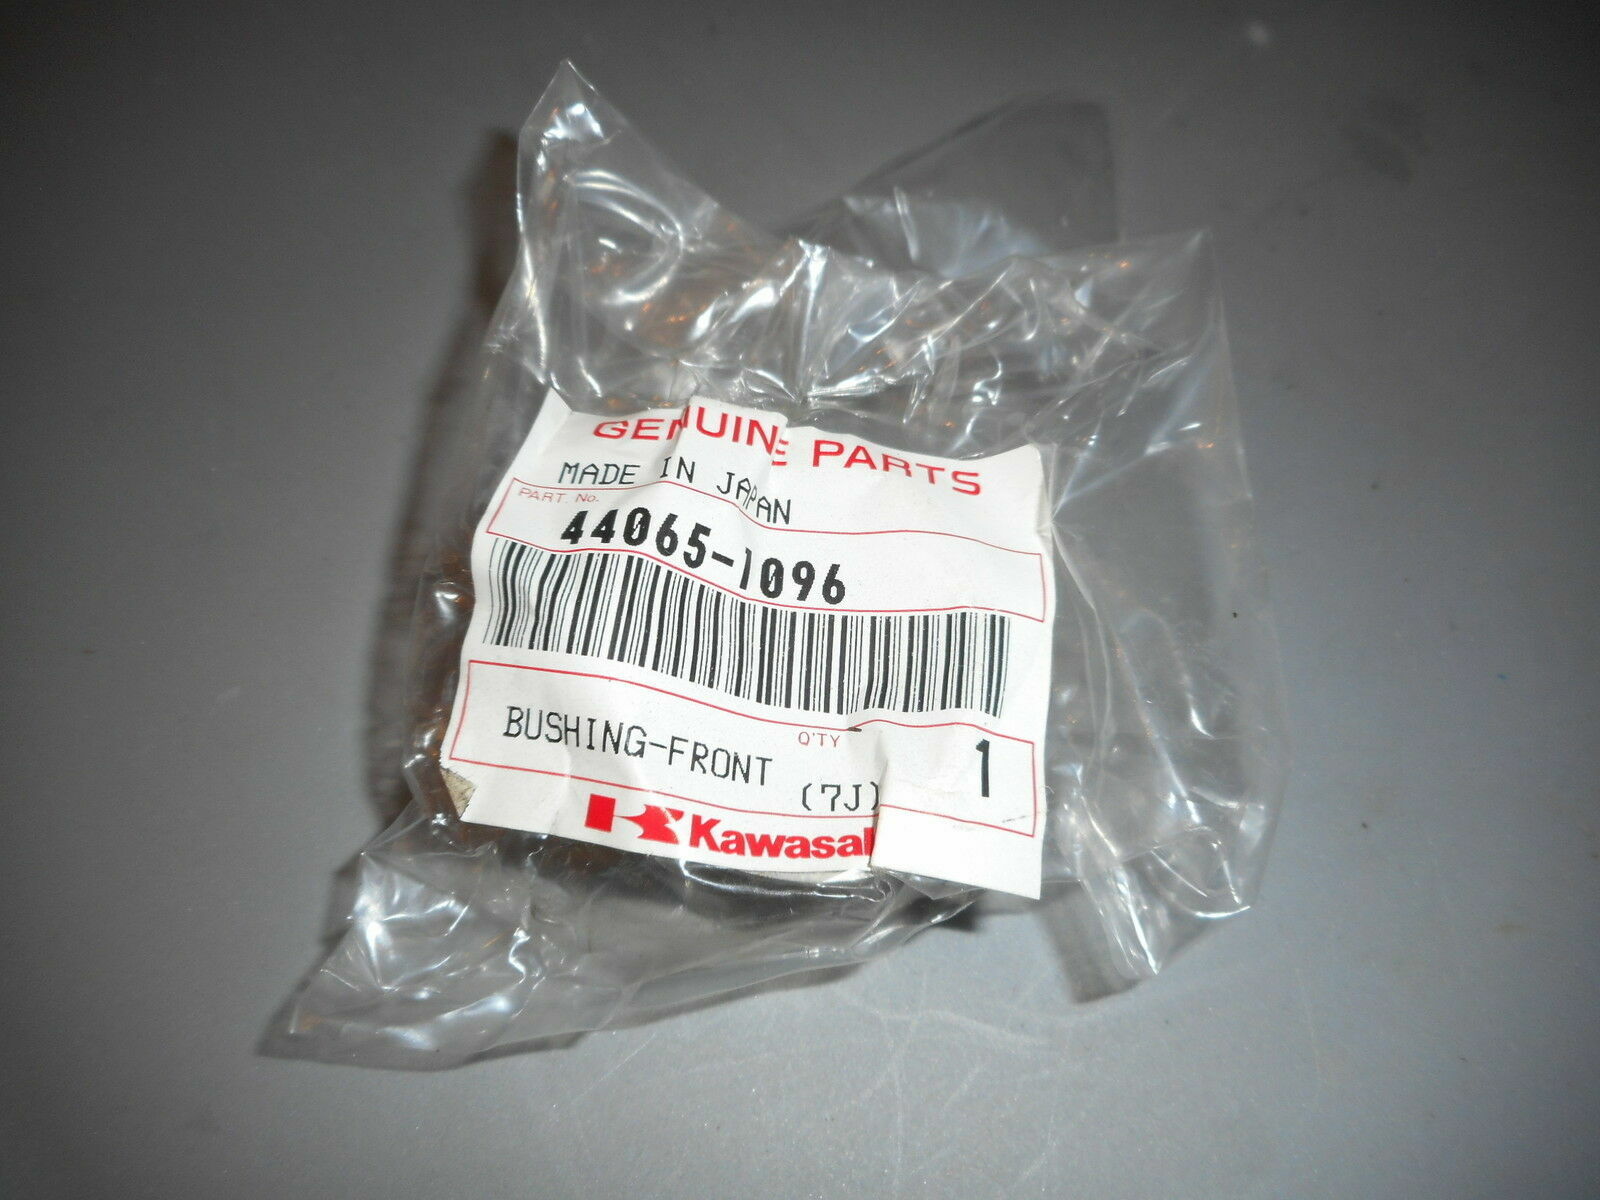 GENUINE PARTS
MADE IN JAPAN
PART. No.
44065-1096
BUSHING-FRONT
Q'TY
1
(7J)
Kawasaki